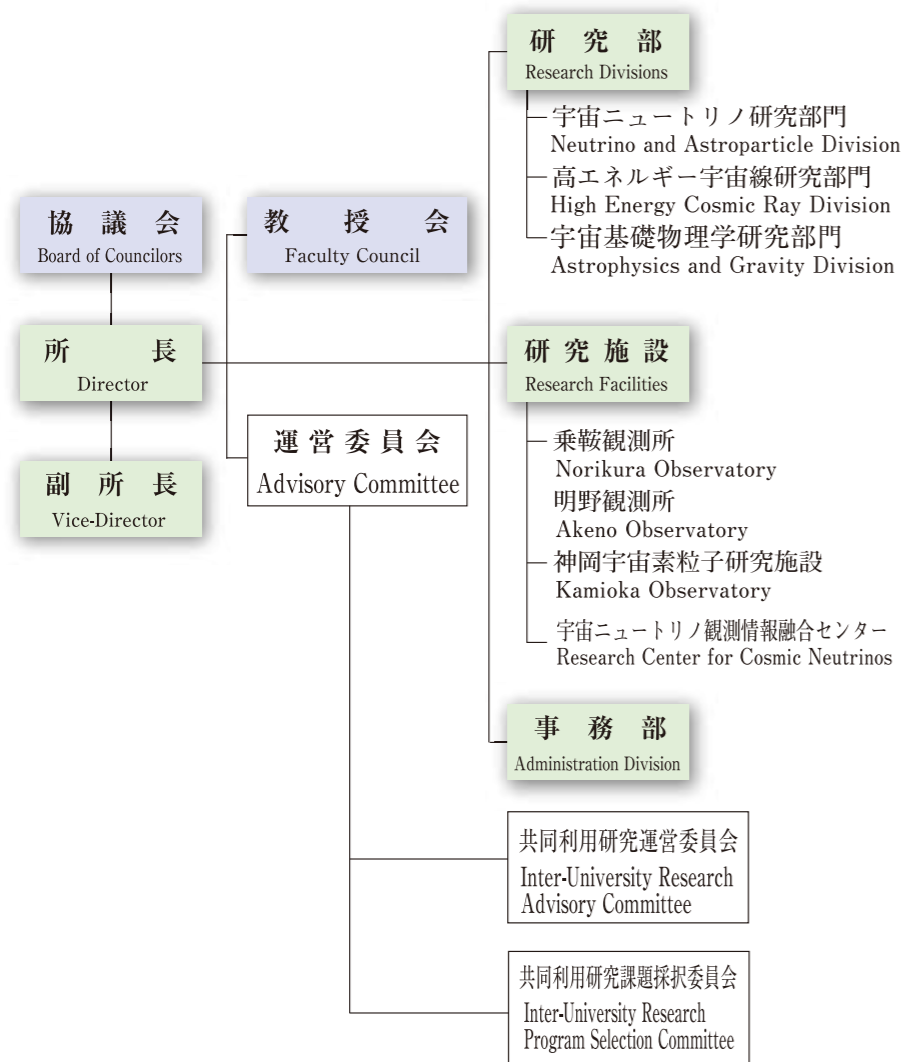 協議会
Board of Councilors
所長
Director
副所長
Vice-Director
教授会
Faculty Council
運営委員会
Advisory Committee
研究部
Research Divisions
宇宙ニュートリノ研究部門
Neutrino and Astroparticle Division
高エネルギー宇宙線研究部門
High Energy Cosmic Ray Division
宇宙基礎物理学研究部門
Astrophysics and Gravity Division
研究施設
Research Facilities
乗鞍観測所
Norikura Observatory
明野観測所
Akeno Observatory
神岡宇宙素粒子研究施設
Kamioka Observatory
宇宙ニュートリノ観測情報融合センター
Research Center for Cosmic Neutrinos
事務部
Administration Division
共同利用研究運営委員会
Inter-University Research
Advisory Committee
共同利用研究課題採択委員会
Inter-University Research
Program Selection Committee